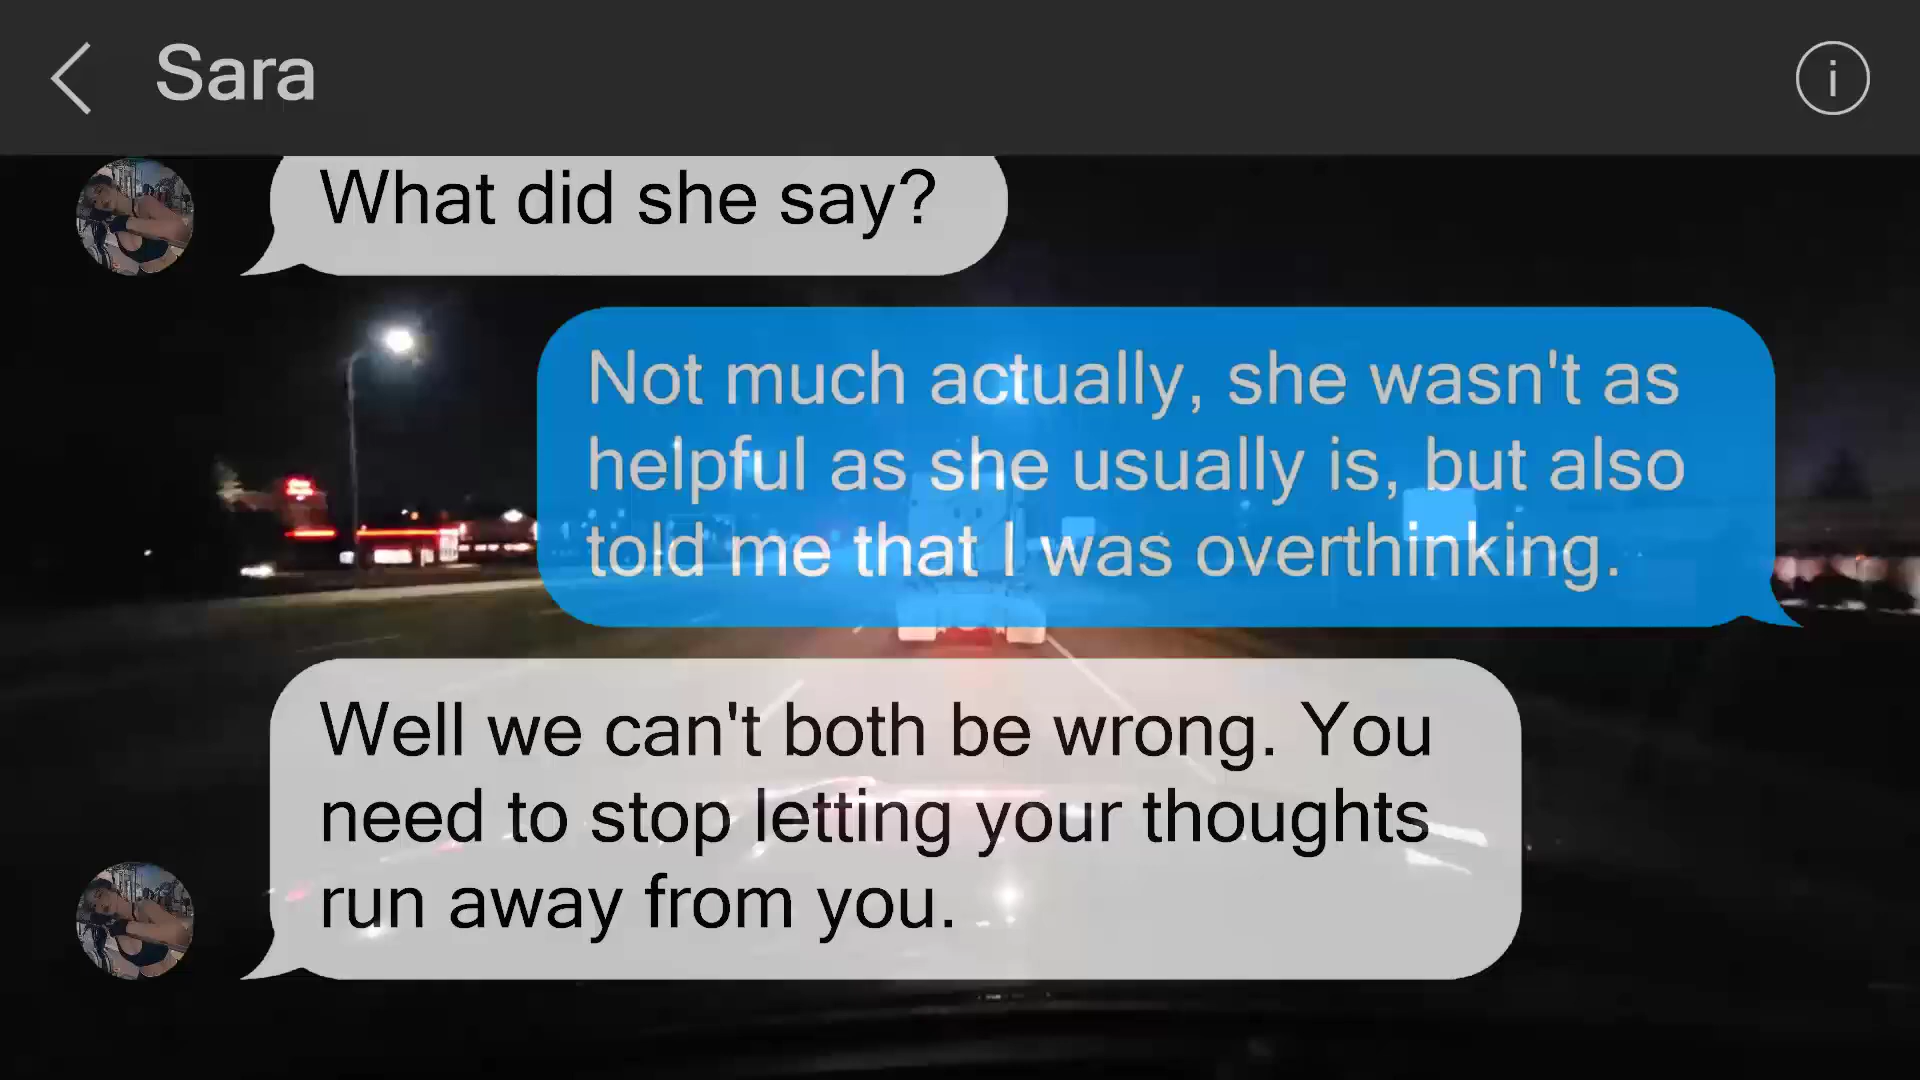 Sara
What did she say?
Not much actually, she wasn't as
helpful as she usually is, but also
told me that I was overthinking.
Well we can't both be wrong. You
need to stop letting your thoughts
run away from you.